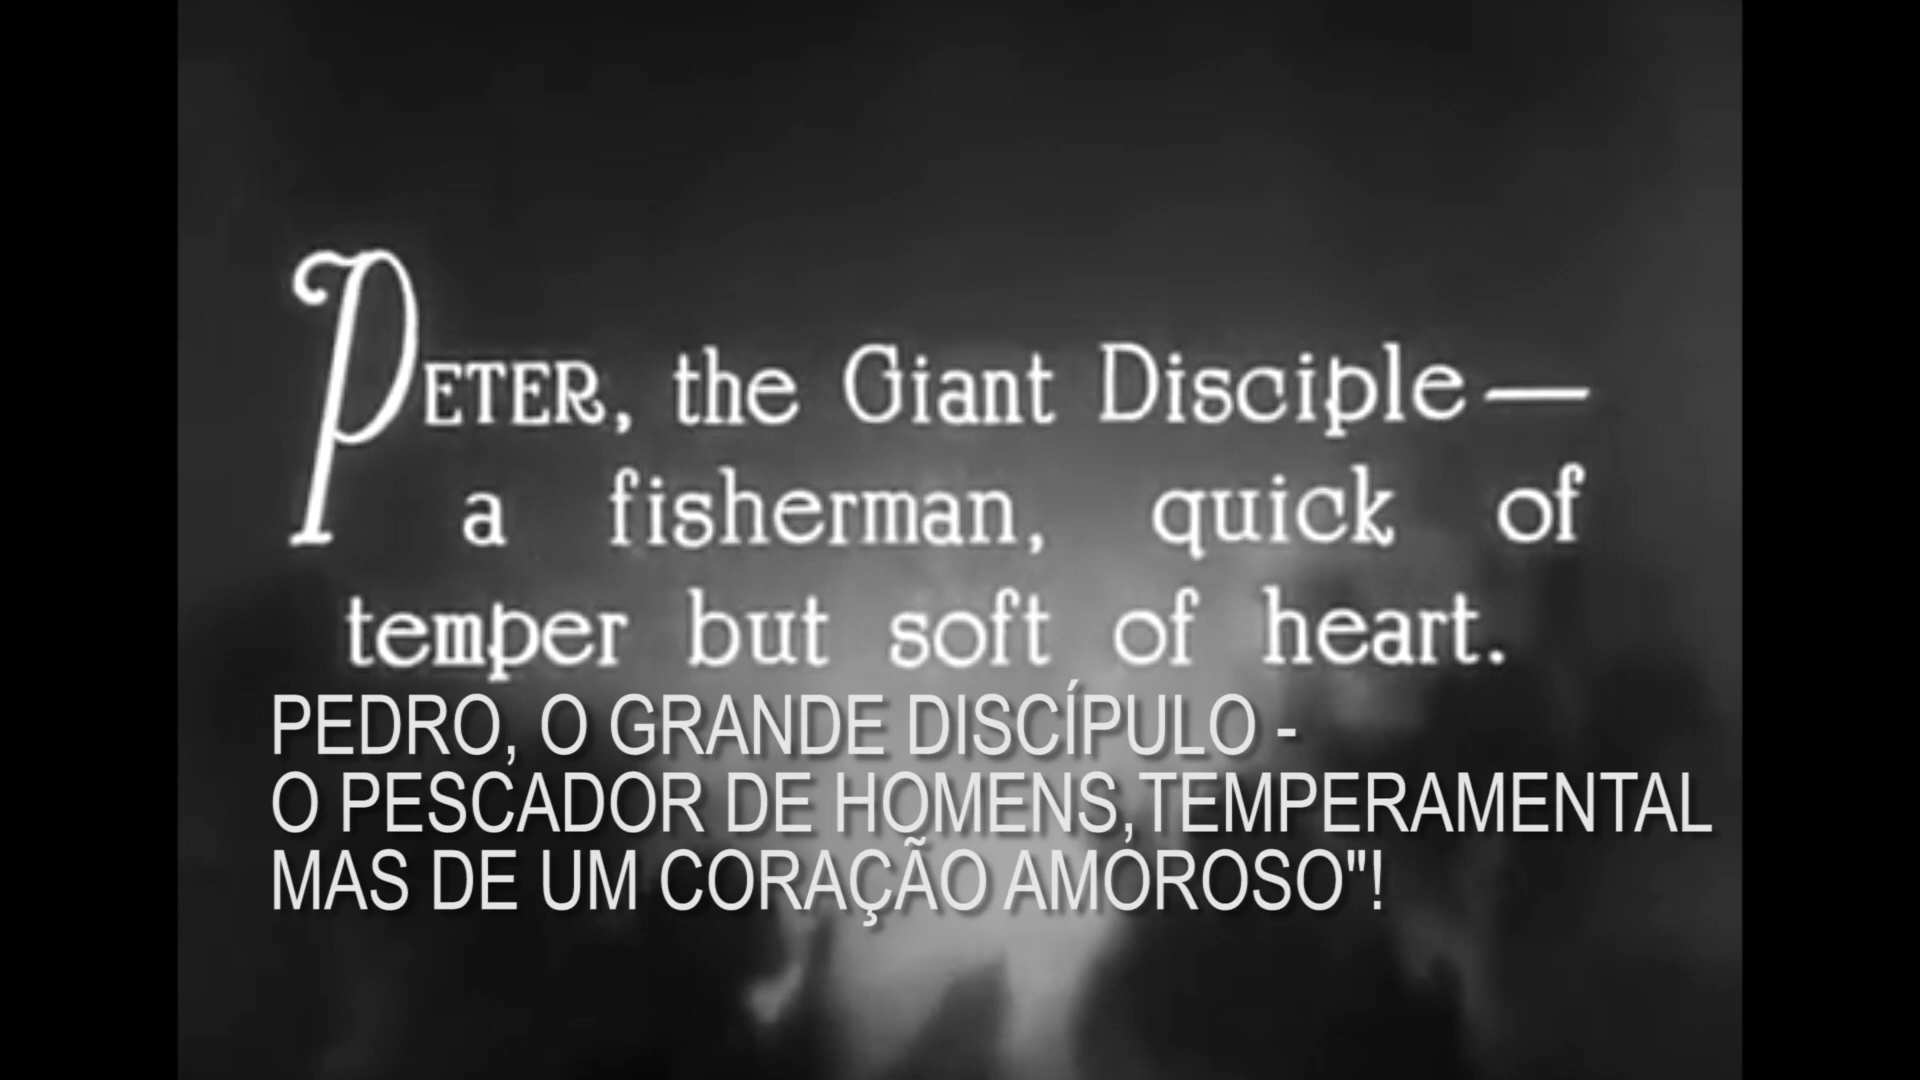 PETER, the Giant Disciple—
a fisherman, quick of
temper but soft of heart.
PEDRO, O GRANDE DISCÍPULO -
O PESCADOR DE HOMENS,TEMPERAMENTAL
MAS DE UM CORAÇÃO AMOROSO"!